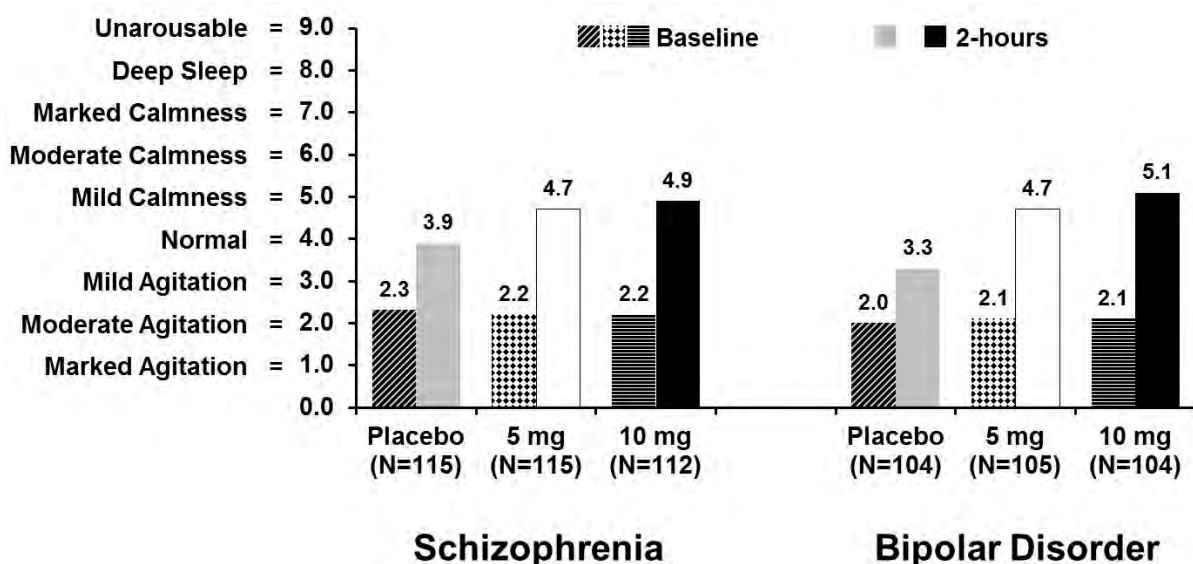 Unarousable = 9.0
Deep Sleep = 8.0
Marked Calmness = 7.0
Moderate Calmness = 6.0
Mild Calmness = 5.0
Normal = 4.0
Mild Agitation = 3.0
Moderate Agitation = 2.0
Marked Agitation = 1.0
0.0
Baseline 2-hours
2.3 3.9 2.2 4.7 2.2 4.9 2.0 3.3 2.1 4.7 2.1 5.1
Placebo 5 mg 10 mg Placebo 5 mg 10 mg
(N=115) (N=115) (N=112) (N=104) (N=105) (N=104)
Schizophrenia Bipolar Disorder